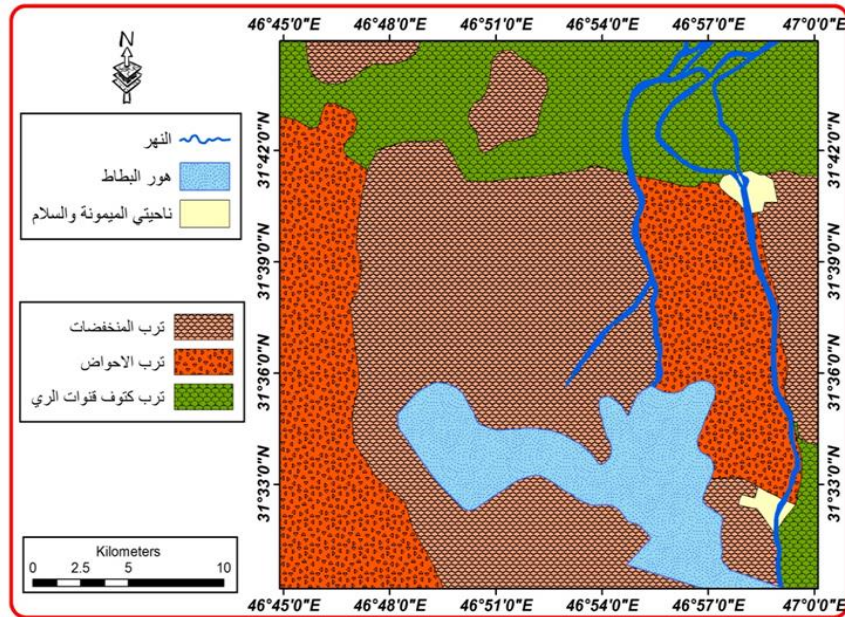 46°45'0"E 46°48'0"E 46°51'0"E 46°54'0"E 46°57'0"E 47°0'0"E
N
النهر
هور البطاط
ناحيتي الميمونة والسلام
ترب المنخفضات
ترب الاحواض
ترب كتوف قنوات الري
Kilometers
0 2.5 5 10
31°42'0"N
31°39'0"N
31°36'0"N
31°33'0"N
31°42'0"N
31°39'0"N
31°36'0"N
31°33'0"N
46°45'0"E 46°48'0"E 46°51'0"E 46°54'0"E 46°57'0"E 47°0'0"E